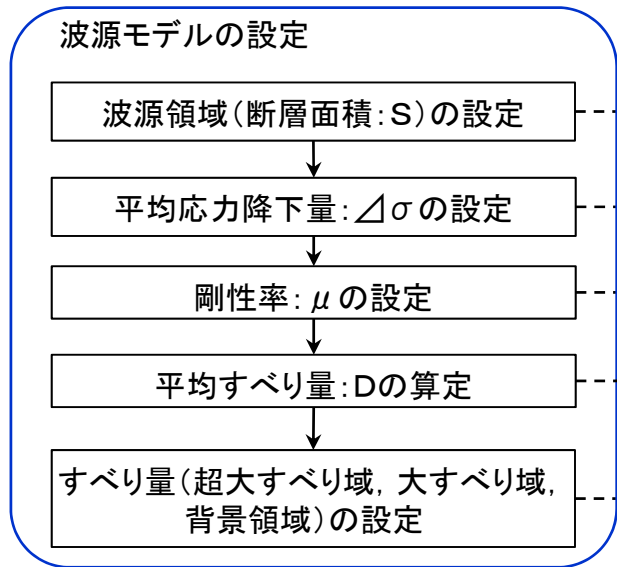 波源モデルの設定
波源領域(断層面積:S)の設定
平均応力降下量:⊿σの設定
剛性率:μの設定
平均すべり量:Dの算定
すべり量(超大すべり域,大すべり域,
背景領域)の設定